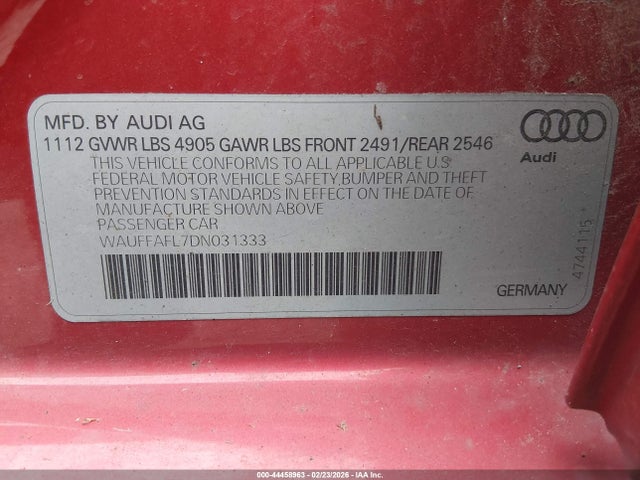 MFD. BY AUDI AG
1112 GVWR LBS 4905 GAWR LBS FRONT 2491/REAR 2546
THIS VEHICLE CONFORMS TO ALL APPLICABLE U.S
FEDERAL MOTOR VEHICLE SAFETY,BUMPER AND THEFT
PREVENTION STANDARDS IN EFFECT ON THE DATE OF
MANUFACTURE SHOWN ABOVE
PASSENGER CAR
WAUFFAFL7DN031333
Audi
4744115
GERMANY
000-44458963 - 02/23/2026 - IAA Inc.